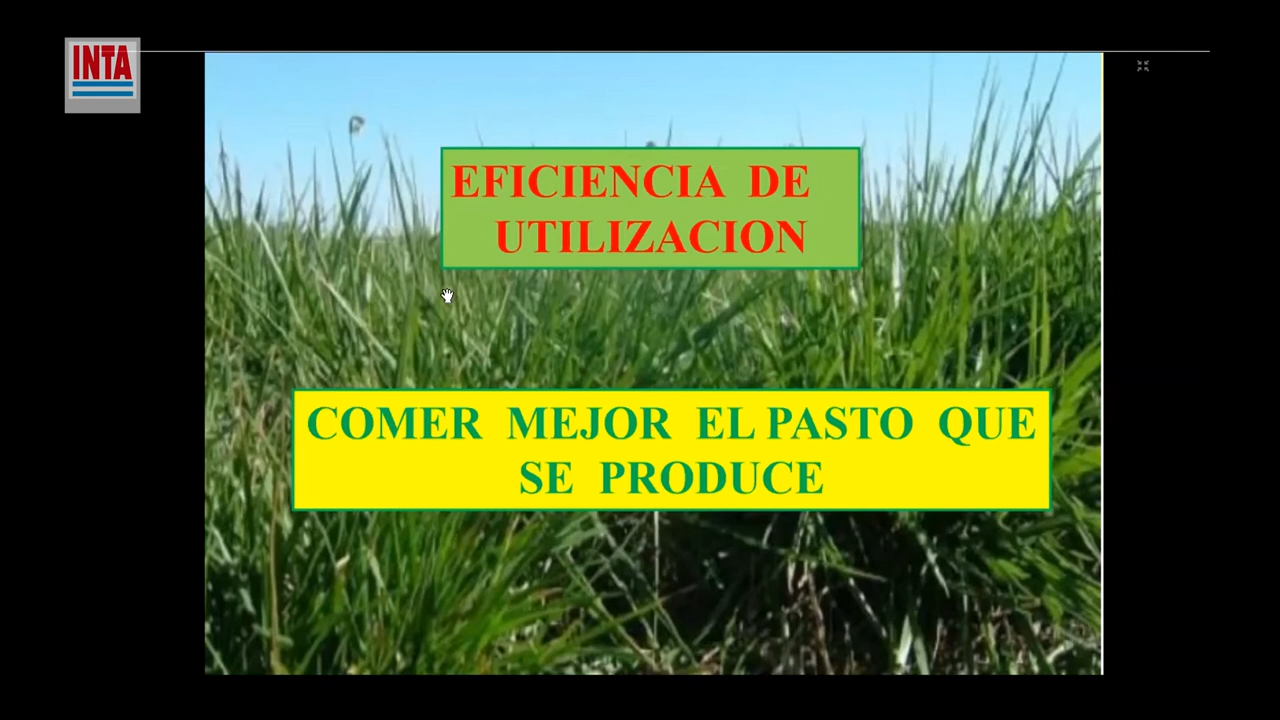 INTA
EFICIENCIA DE
UTILIZACION
COMER MEJOR EL PASTO QUE
SE PRODUCE